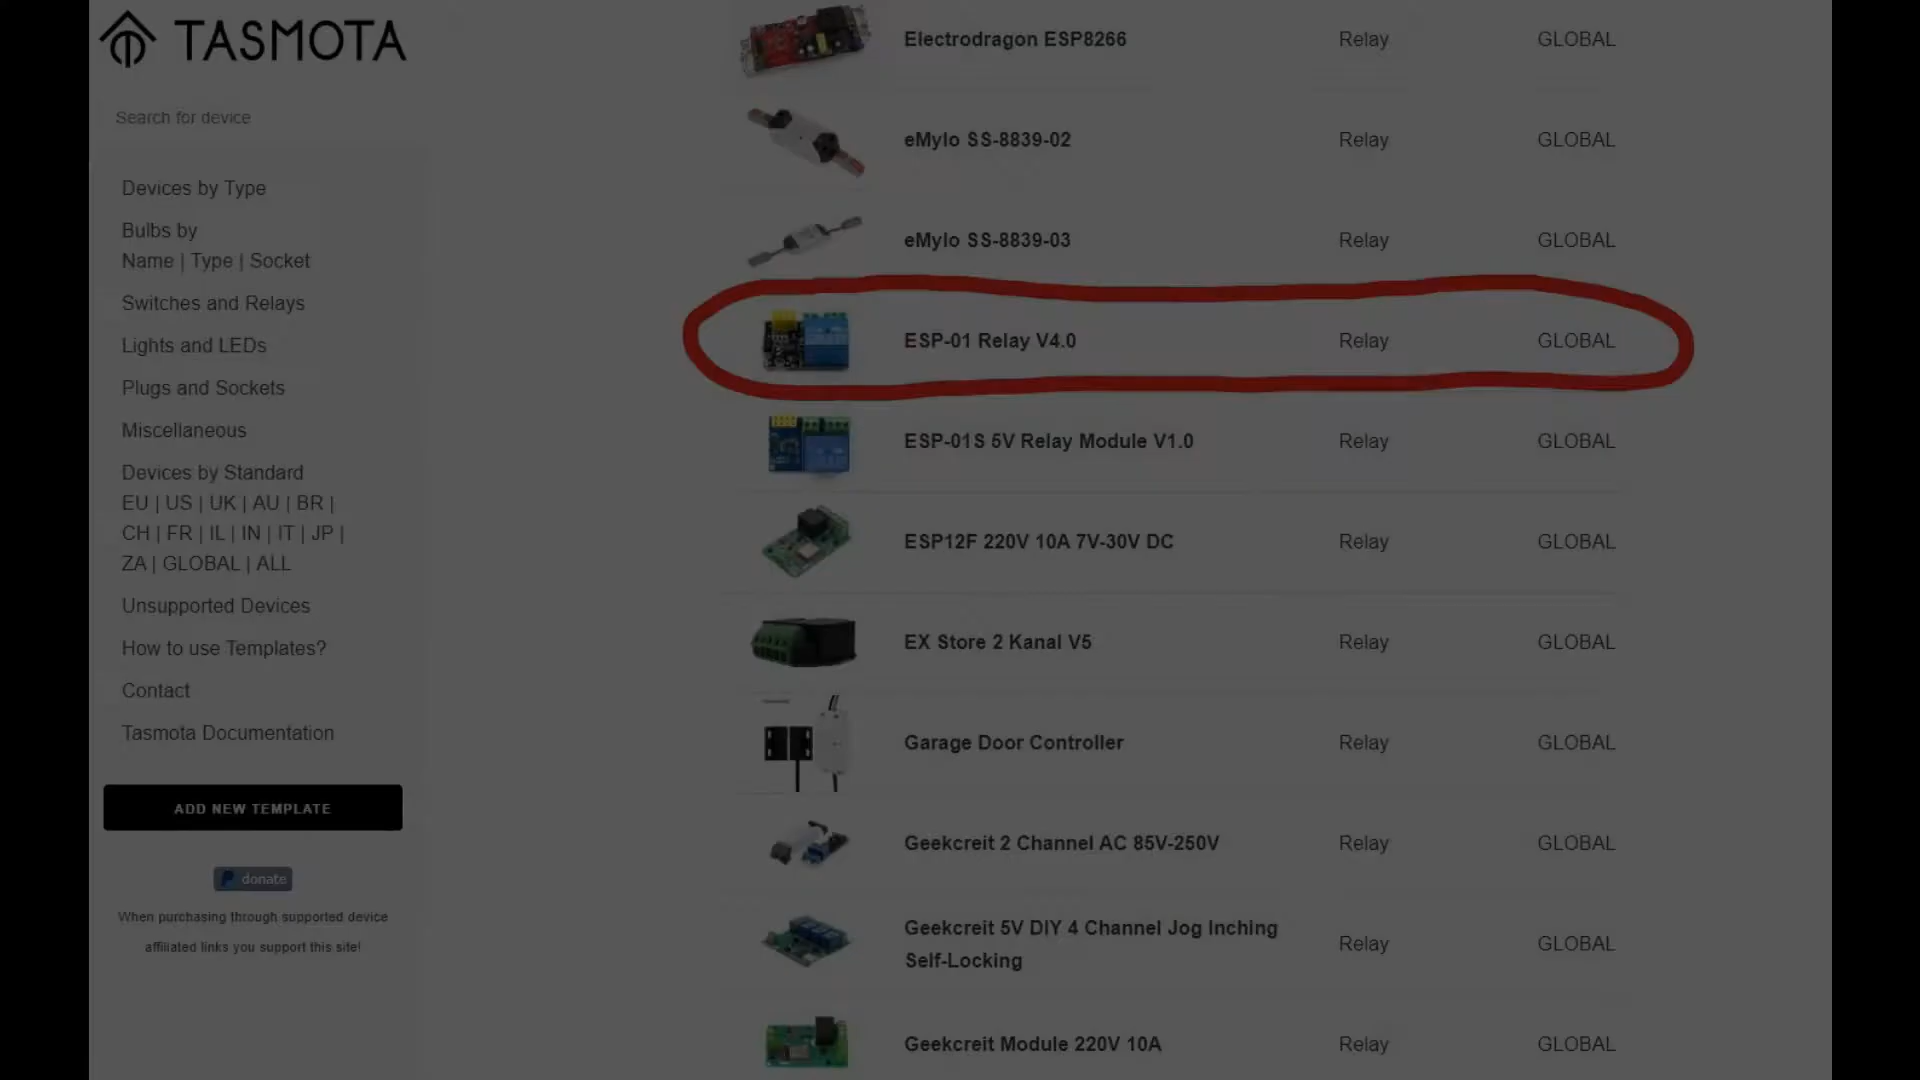 TASMOTA
Search for device
Devices by Type
Bulbs by
Name | Type | Socket
Switches and Relays
Lights and LEDs
Plugs and Sockets
Miscellaneous
Devices by Standard
EU | US | UK | AU | BR |
CH | FR | IL | IN | IT | JP |
ZA | GLOBAL | ALL
Unsupported Devices
How to use Templates?
Contact
Tasmota Documentation
ADD NEW TEMPLATE
donate
When purchasing through supported device
affiliated links you support this site!
Electrodragon ESP8266 Relay GLOBAL
eMylo SS-8839-02 Relay GLOBAL
eMylo SS-8839-03 Relay GLOBAL
ESP-01 Relay V4.0 Relay GLOBAL
ESP-01S 5V Relay Module V1.0 Relay GLOBAL
ESP12F 220V 10A 7V-30V DC Relay GLOBAL
EX Store 2 Kanal V5 Relay GLOBAL
Garage Door Controller Relay GLOBAL
Geekcreit 2 Channel AC 85V-250V Relay GLOBAL
Geekcreit 5V DIY 4 Channel Jog Inching
Self-Locking Relay GLOBAL
Geekcreit Module 220V 10A Relay GLOBAL